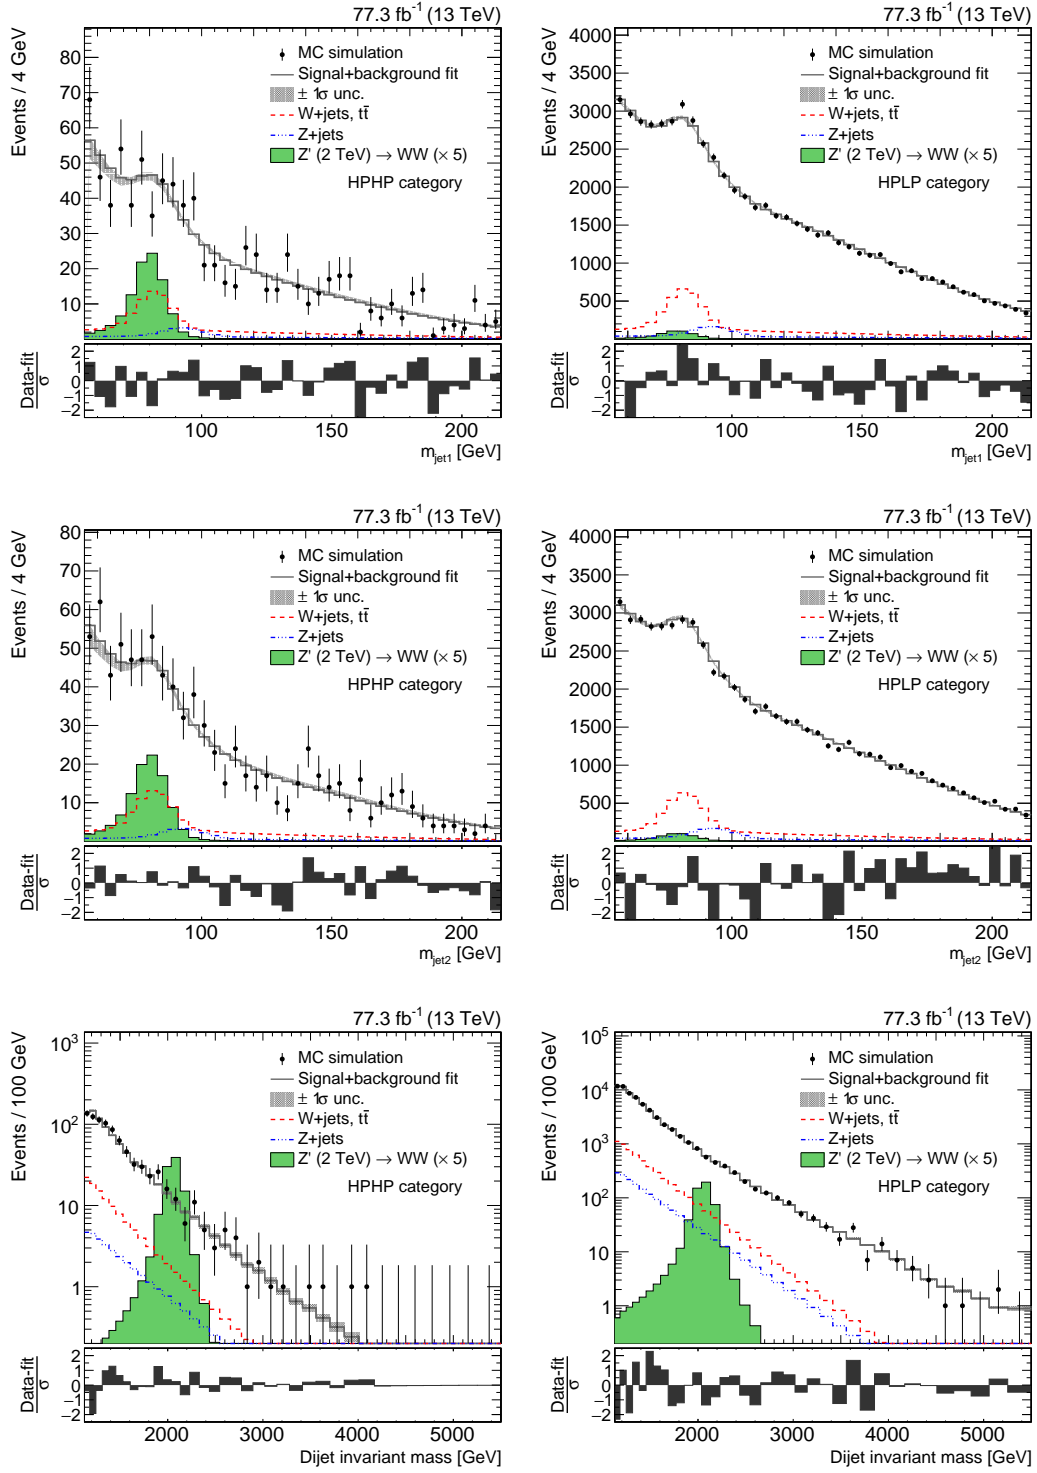 77.3 fb⁻¹ (13 TeV)
Events / 4 GeV
80
70
60
50
40
30
20
10
MC simulation
Signal+background fit
± 1σ unc.
W+jets, tt̄
Z+jets
Z' (2 TeV) → WW (× 5)
HPHP category
Data-fit
σ
2
1
0
−1
−2
100
150
200
m_jet1 [GeV]
77.3 fb⁻¹ (13 TeV)
Events / 4 GeV
4000
3500
3000
2500
2000
1500
1000
500
MC simulation
Signal+background fit
± 1σ unc.
W+jets, tt̄
Z+jets
Z' (2 TeV) → WW (× 5)
HPLP category
Data-fit
σ
2
1
0
−1
−2
100
150
200
m_jet1 [GeV]
77.3 fb⁻¹ (13 TeV)
Events / 4 GeV
80
70
60
50
40
30
20
10
MC simulation
Signal+background fit
± 1σ unc.
W+jets, tt̄
Z+jets
Z' (2 TeV) → WW (× 5)
HPHP category
Data-fit
σ
2
1
0
−1
−2
100
150
200
m_jet2 [GeV]
77.3 fb⁻¹ (13 TeV)
Events / 4 GeV
4000
3500
3000
2500
2000
1500
1000
500
MC simulation
Signal+background fit
± 1σ unc.
W+jets, tt̄
Z+jets
Z' (2 TeV) → WW (× 5)
HPLP category
Data-fit
σ
2
1
0
−1
−2
100
150
200
m_jet2 [GeV]
77.3 fb⁻¹ (13 TeV)
Events / 100 GeV
10³
10²
10
1
MC simulation
Signal+background fit
± 1σ unc.
W+jets, tt̄
Z+jets
Z' (2 TeV) → WW (× 5)
HPHP category
Data-fit
σ
2
1
0
−1
−2
2000
3000
4000
5000
Dijet invariant mass [GeV]
77.3 fb⁻¹ (13 TeV)
Events / 100 GeV
10⁵
10⁴
10³
10²
10
1
MC simulation
Signal+background fit
± 1σ unc.
W+jets, tt̄
Z+jets
Z' (2 TeV) → WW (× 5)
HPLP category
Data-fit
σ
2
1
0
−1
−2
2000
3000
4000
5000
Dijet invariant mass [GeV]